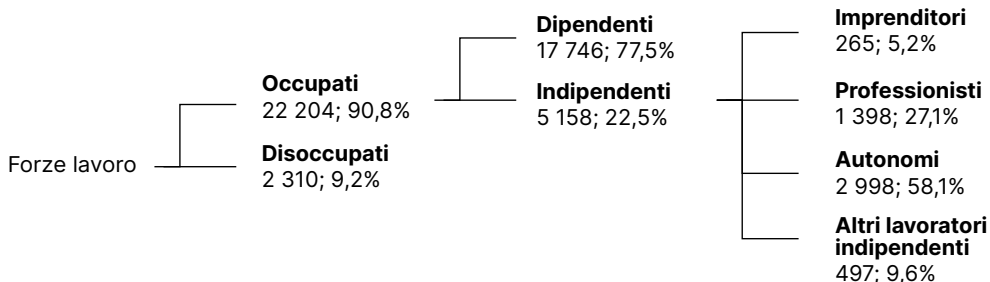 Forze lavoro
Occupati
22 204; 90,8%
Disoccupati
2 310; 9,2%
Dipendenti
17 746; 77,5%
Indipendenti
5 158; 22,5%
Imprenditori
265; 5,2%
Professionisti
1 398; 27,1%
Autonomi
2 998; 58,1%
Altri lavoratori
indipendenti
497; 9,6%